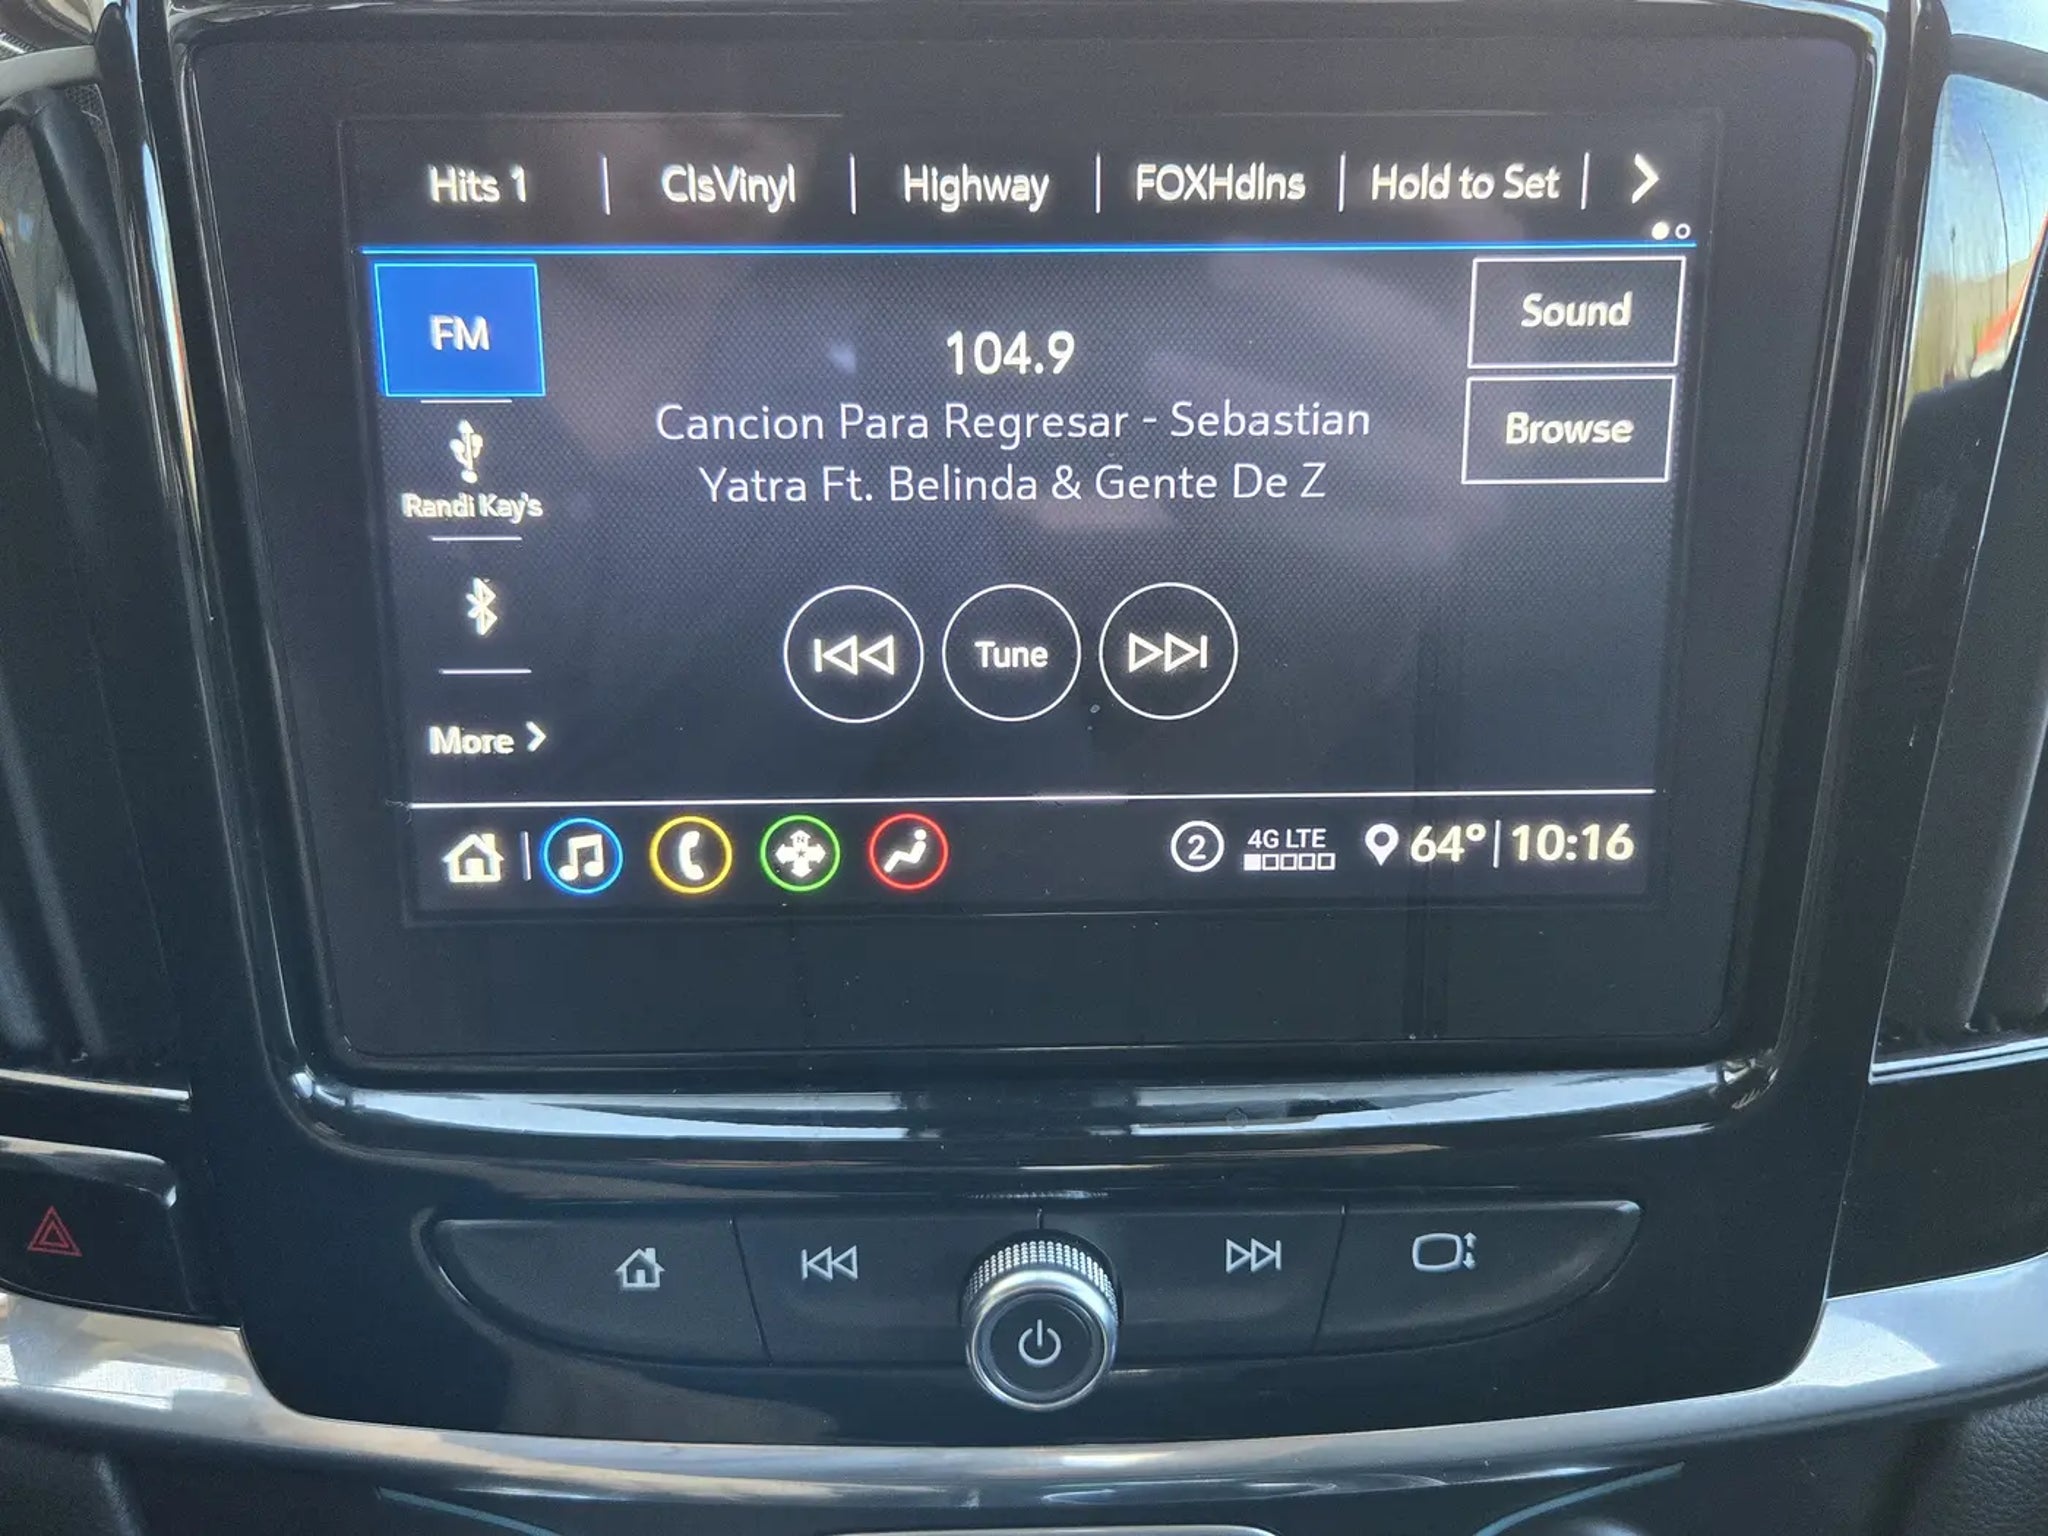 Hits 1 | ClsVinyl | Highway | FOXHdlns | Hold to Set |
FM
104.9
Sound
Cancion Para Regresar - Sebastian
Yatra Ft. Belinda & Gente De Z
Browse
Randi Kay's
Tune
More
2 4G LTE 64° | 10:16